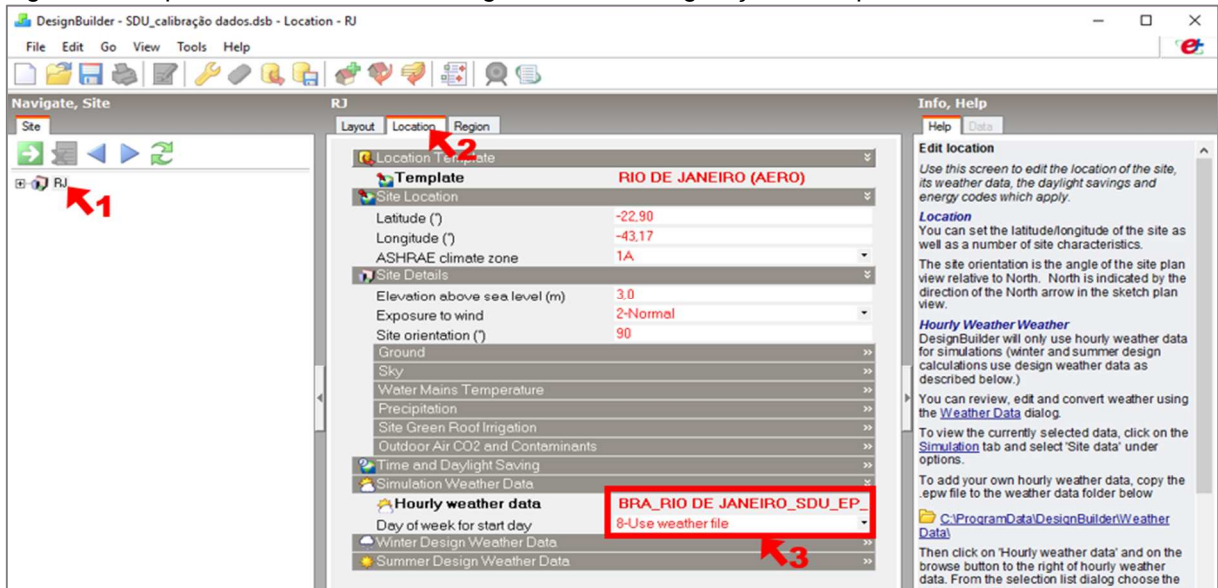 DesignBuilder - SDU_calibração dados.dsb - Location - RJ
File Edit Go View Tools Help
Navigate, Site
Site
RJ
1
RJ
Layout Location Region
2
Location Template
Template RIO DE JANEIRO (AERO)
Site Location
Latitude (°) -22,90
Longitude (°) -43,17
ASHRAE climate zone 1A
Site Details
Elevation above sea level (m) 3,0
Exposure to wind 2-Normal
Site orientation (°) 90
Ground
Sky
Water Mains Temperature
Precipitation
Site Green Roof Irrigation
Outdoor Air CO2 and Contaminants
Time and Daylight Saving
Simulation Weather Data
Hourly weather data BRA_RIO DE JANEIRO_SDU_EP_
Day of week for start day 8-Use weather file
3
Winter Design Weather Data
Summer Design Weather Data
Info, Help
Help Data
Edit location
Use this screen to edit the location of the site,
its weather data, the daylight savings and
energy codes which apply.
Location
You can set the latitude/longitude of the site as
well as a number of site characteristics.
The site orientation is the angle of the site plan
view relative to North. North is indicated by the
direction of the North arrow in the sketch plan
view.
Hourly Weather Weather
DesignBuilder will only use hourly weather data
for simulations (winter and summer design
calculations use design weather data as
described below.)
You can review, edit and convert weather using
the Weather Data dialog.
To view the currently selected data, click on the
Simulation tab and select 'Site data' under
options.
To add your own hourly weather data, copy the
.epw file to the weather data folder below
C:\ProgramData\DesignBuilder\Weather
Data\
Then click on 'Hourly weather data' and on the
browse button to the right of hourly weather
data. From the selection list dialog choose the